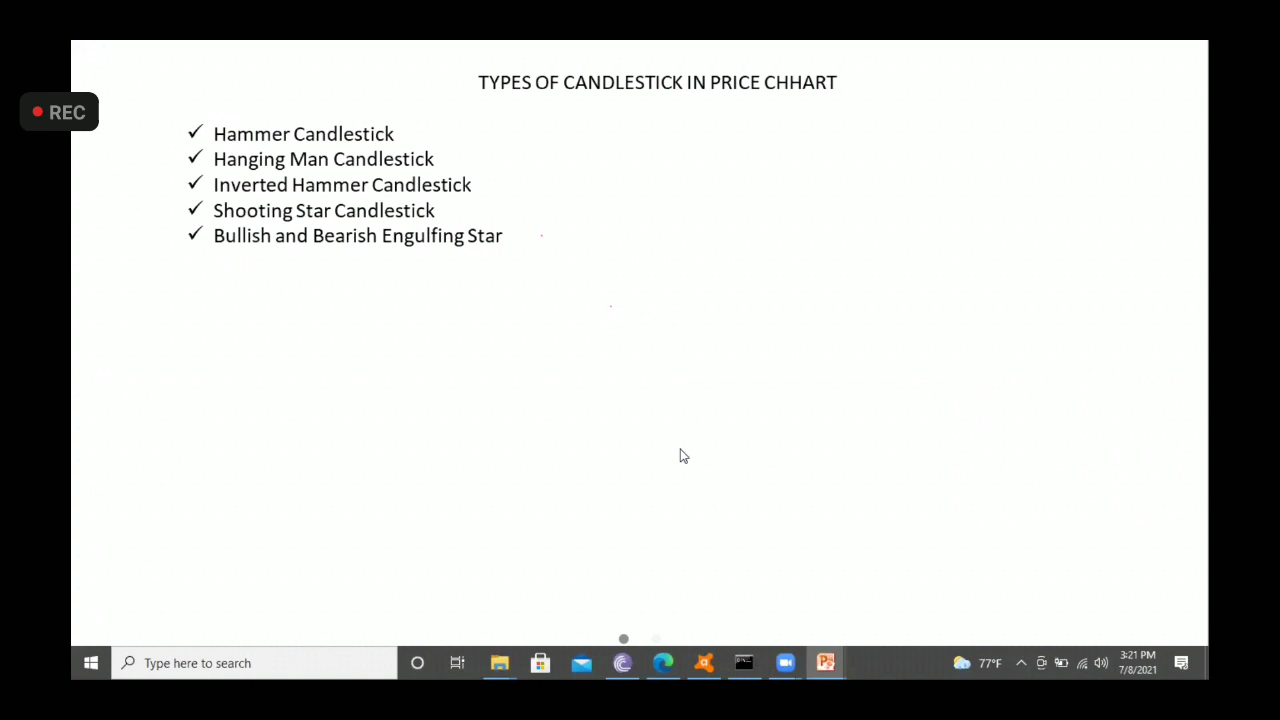 TYPES OF CANDLESTICK IN PRICE CHHART
REC
✓ Hammer Candlestick
✓ Hanging Man Candlestick
✓ Inverted Hammer Candlestick
✓ Shooting Star Candlestick
✓ Bullish and Bearish Engulfing Star
Type here to search
77°F
3:21 PM
7/8/2021